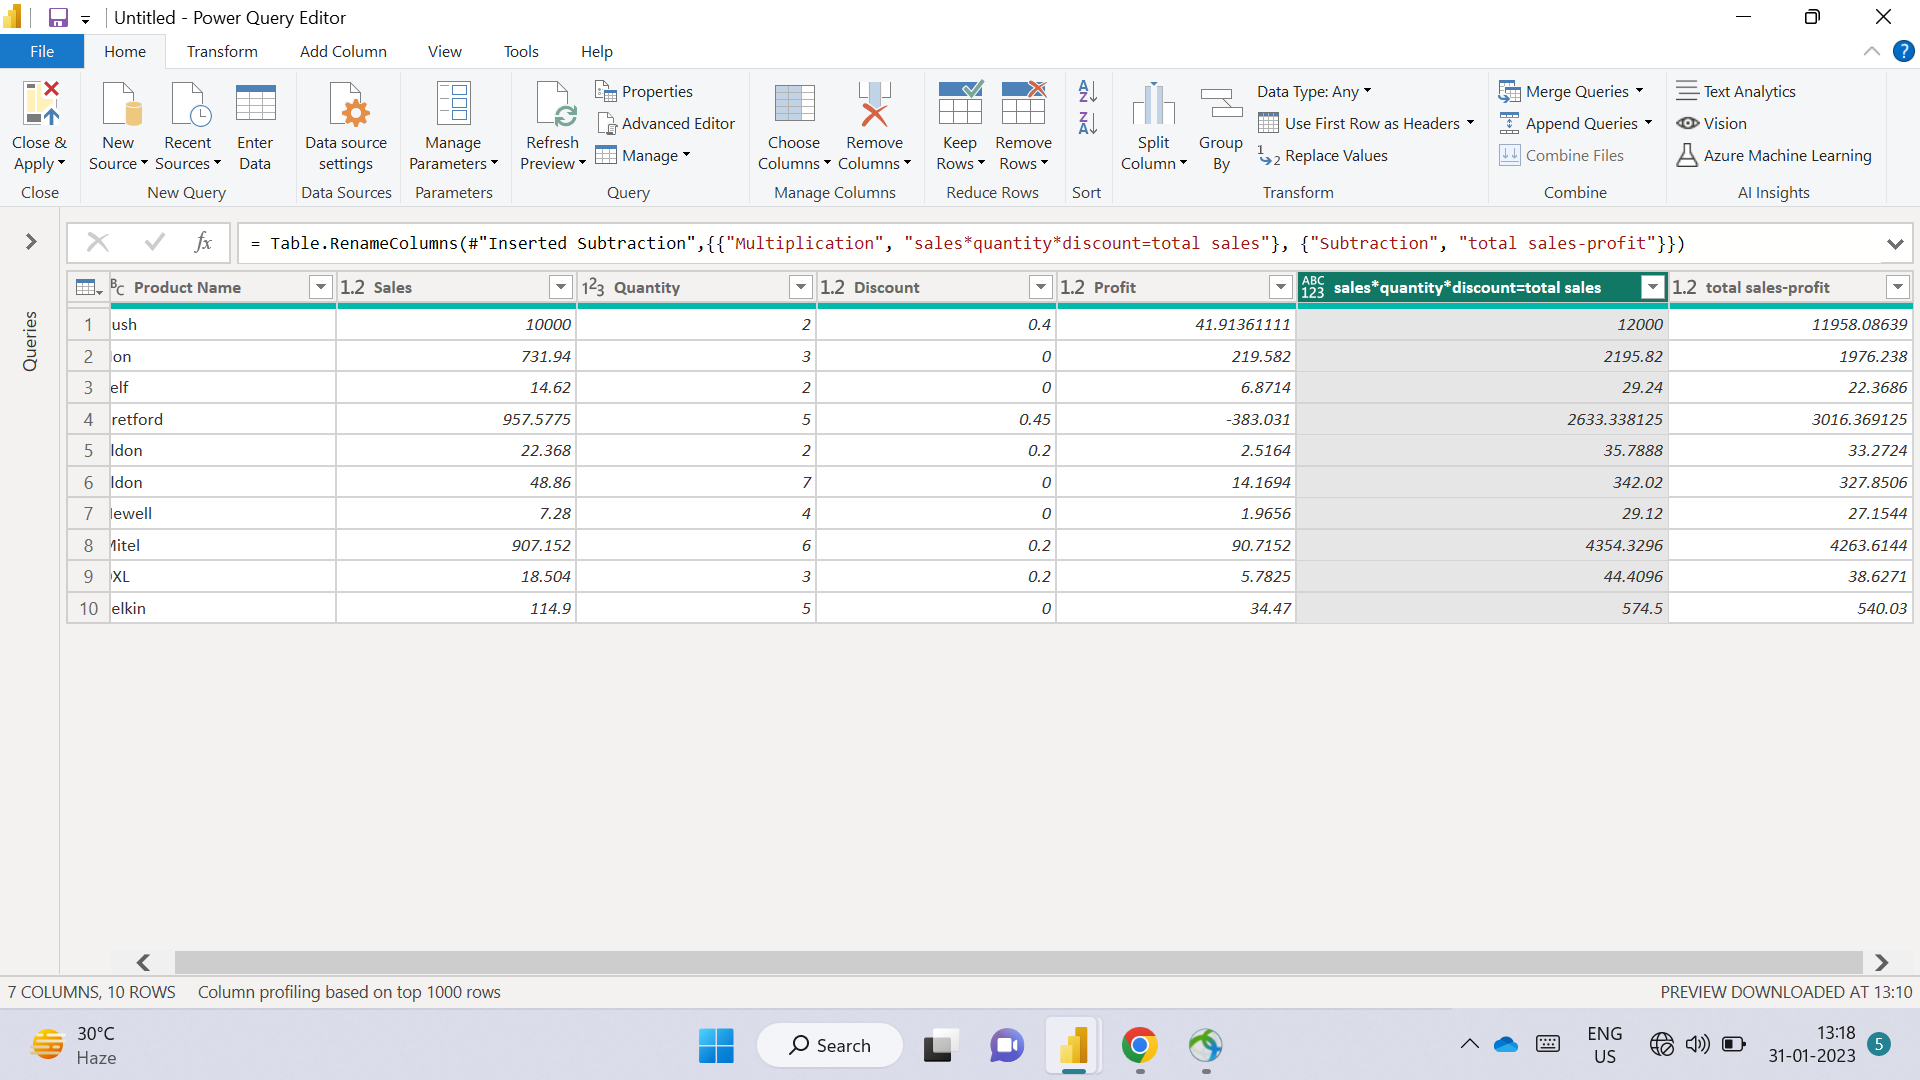 Untitled - Power Query Editor
File Home Transform Add Column View Tools Help
Close & Apply
Close
New Source
Recent Sources
Enter Data
New Query
Data source settings
Data Sources
Manage Parameters
Parameters
Refresh Preview
Properties
Advanced Editor
Manage
Query
Choose Columns
Remove Columns
Manage Columns
Keep Rows
Remove Rows
Reduce Rows
A Z
Z A
Sort
Split Column
Group By
Data Type: Any
Use First Row as Headers
1 2 Replace Values
Transform
Merge Queries
Append Queries
Combine Files
Combine
Text Analytics
Vision
Azure Machine Learning
AI Insights
fx = Table.RenameColumns(#"Inserted Subtraction",{{"Multiplication", "sales*quantity*discount=total sales"}, {"Subtraction", "total sales-profit"}})
Queries
BC Product Name 1.2 Sales 123 Quantity 1.2 Discount 1.2 Profit ABC 123 sales*quantity*discount=total sales 1.2 total sales-profit
1 ush 10000 2 0.4 41.91361111 12000 11958.08639
2 on 731.94 3 0 219.582 2195.82 1976.238
3 elf 14.62 2 0 6.8714 29.24 22.3686
4 retford 957.5775 5 0.45 -383.031 2633.338125 3016.369125
5 ldon 22.368 2 0.2 2.5164 35.7888 33.2724
6 ldon 48.86 7 0 14.1694 342.02 327.8506
7 ewell 7.28 4 0 1.9656 29.12 27.1544
8 Mitel 907.152 6 0.2 90.7152 4354.3296 4263.6144
9 XL 18.504 3 0.2 5.7825 44.4096 38.6271
10 elkin 114.9 5 0 34.47 574.5 540.03
7 COLUMNS, 10 ROWS Column profiling based on top 1000 rows PREVIEW DOWNLOADED AT 13:10
30°C
Haze
Search
ENG
US
13:18
31-01-2023
5